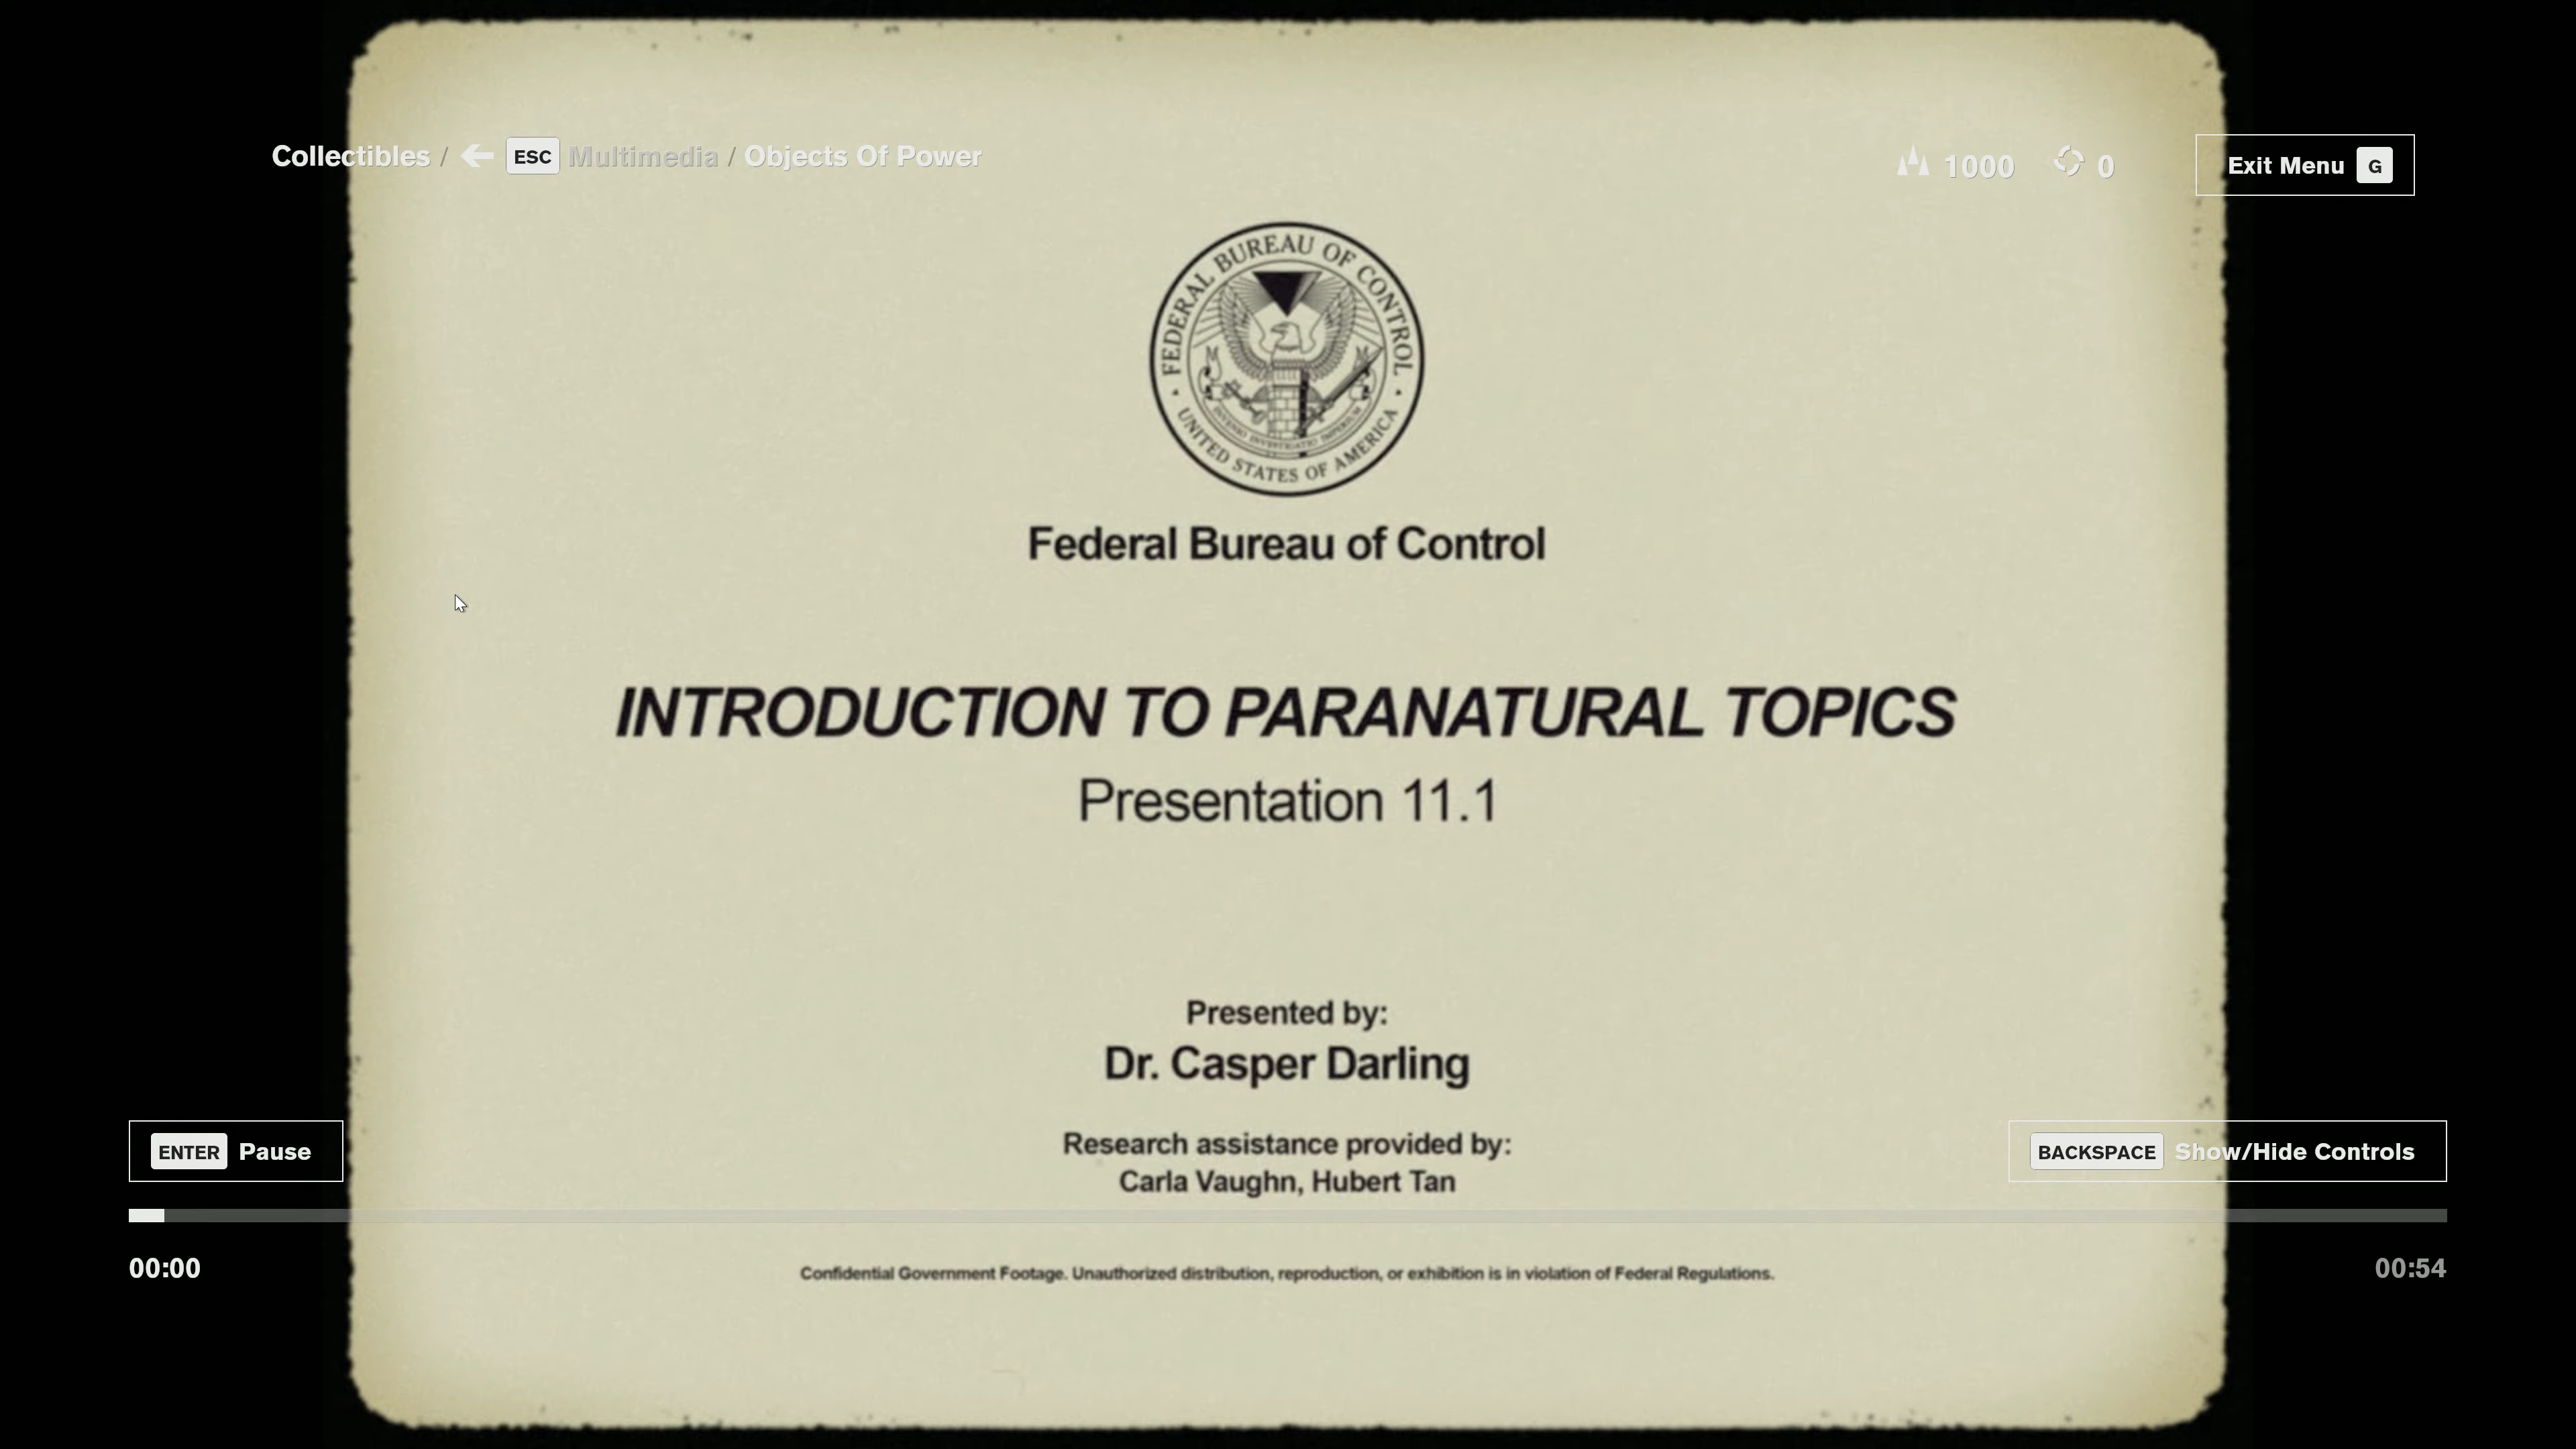 Collectibles / ESC Multimedia / Objects Of Power
1000 0
Exit Menu G
FEDERAL BUREAU OF CONTROL
INVENIO INVESTIGATIO IMPERIUM
UNITED STATES OF AMERICA
Federal Bureau of Control
INTRODUCTION TO PARANATURAL TOPICS
Presentation 11.1
Presented by:
Dr. Casper Darling
Research assistance provided by:
Carla Vaughn, Hubert Tan
ENTER Pause
BACKSPACE Show/Hide Controls
00:00
00:54
Confidential Government Footage. Unauthorized distribution, reproduction, or exhibition is in violation of Federal Regulations.